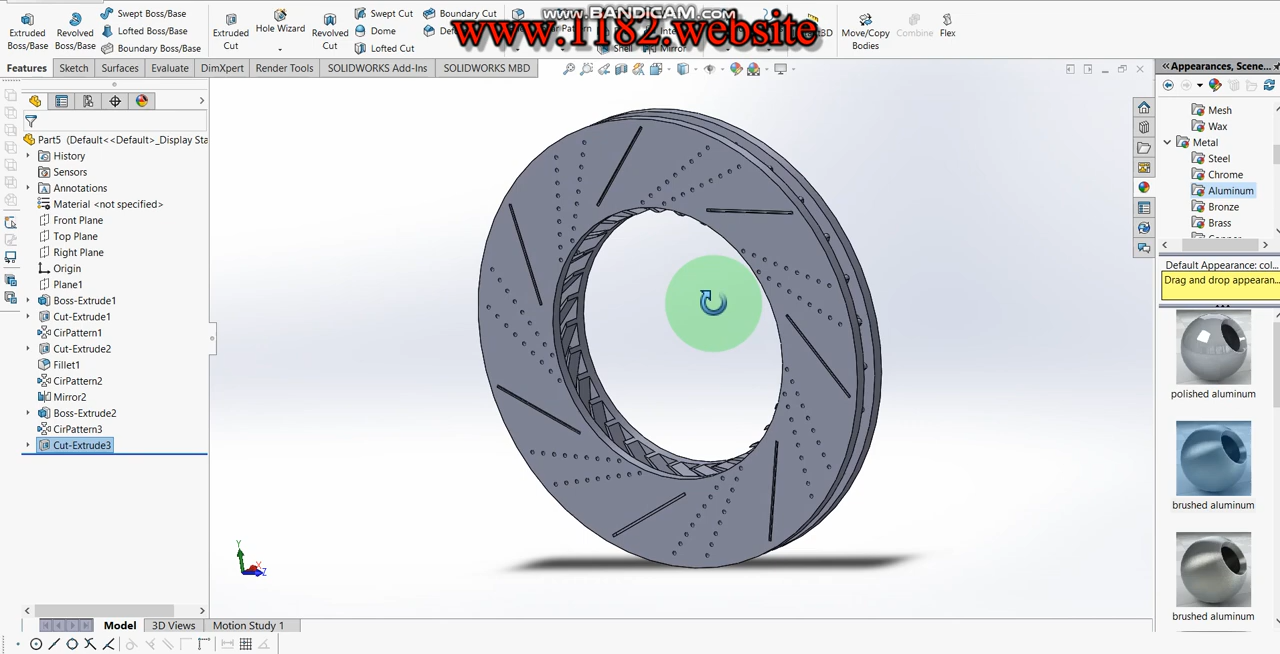 www.BANDICAM.com
www.1182.website
Extruded Boss/Base
Revolved Boss/Base
Swept Boss/Base
Lofted Boss/Base
Boundary Boss/Base
Extruded Cut
Hole Wizard
Revolved Cut
Swept Cut
Dome
Lofted Cut
Boundary Cut
Shell
Mirror
Move/Copy Bodies
Combine
Flex
Features
Sketch
Surfaces
Evaluate
DimXpert
Render Tools
SOLIDWORKS Add-Ins
SOLIDWORKS MBD
Part5 (Default<<Default>_Display Sta
History
Sensors
Annotations
Material <not specified>
Front Plane
Top Plane
Right Plane
Origin
Plane1
Boss-Extrude1
Cut-Extrude1
CirPattern1
Cut-Extrude2
Fillet1
CirPattern2
Mirror2
Boss-Extrude2
CirPattern3
Cut-Extrude3
Y
X
Z
Appearances, Scene...
Mesh
Wax
Metal
Steel
Chrome
Aluminum
Bronze
Brass
Default Appearance: col...
Drag and drop appearan...
polished aluminum
brushed aluminum
brushed aluminum
Model
3D Views
Motion Study 1